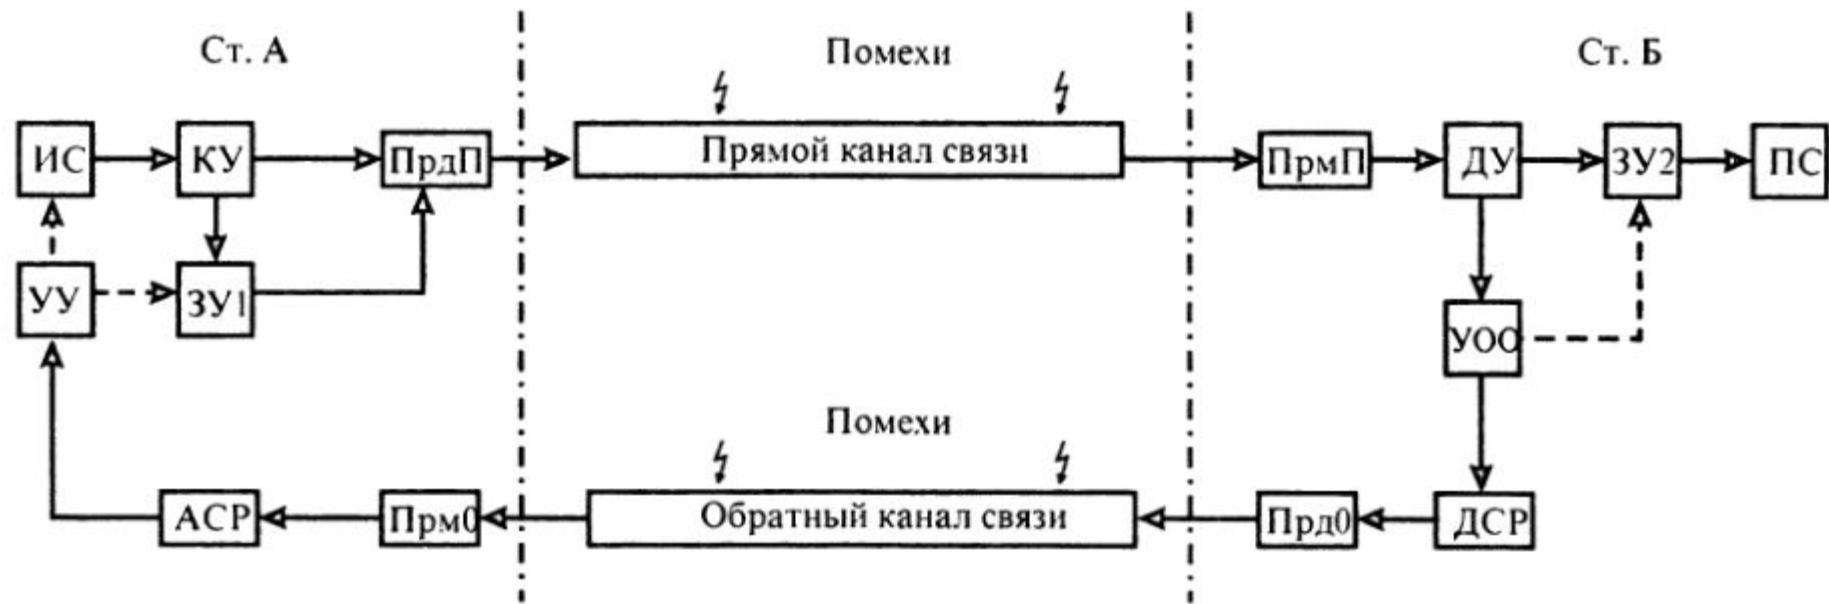 Ст. А
Помехи
Ст. Б
ИС
КУ
ПрдП
Прямой канал связи
ПрмП
ДУ
ЗУ2
ПС
УУ
ЗУ1
УОО
Помехи
АСР
Прм0
Обратный канал связи
Прд0
ДСР